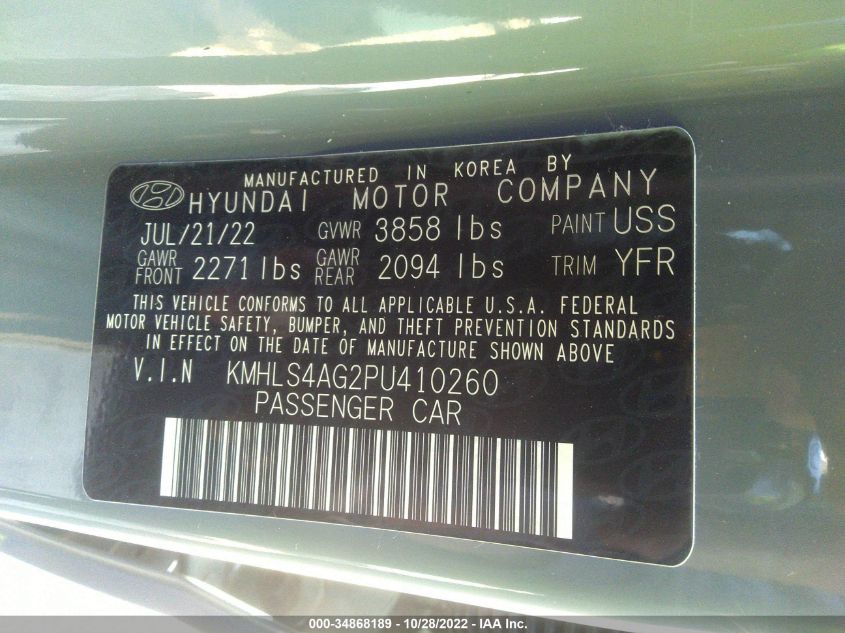 MANUFACTURED IN KOREA BY
HYUNDAI MOTOR COMPANY
JUL/21/22 GVWR 3858 lbs PAINT USS
GAWR FRONT 2271 lbs GAWR REAR 2094 lbs TRIM YFR
THIS VEHICLE CONFORMS TO ALL APPLICABLE U.S.A. FEDERAL
MOTOR VEHICLE SAFETY, BUMPER, AND THEFT PREVENTION STANDARDS
IN EFFECT ON THE DATE OF MANUFACTURE SHOWN ABOVE
V.I.N KMHLS4AG2PU410260
PASSENGER CAR
000-34868189 - 10/28/2022 - IAA Inc.